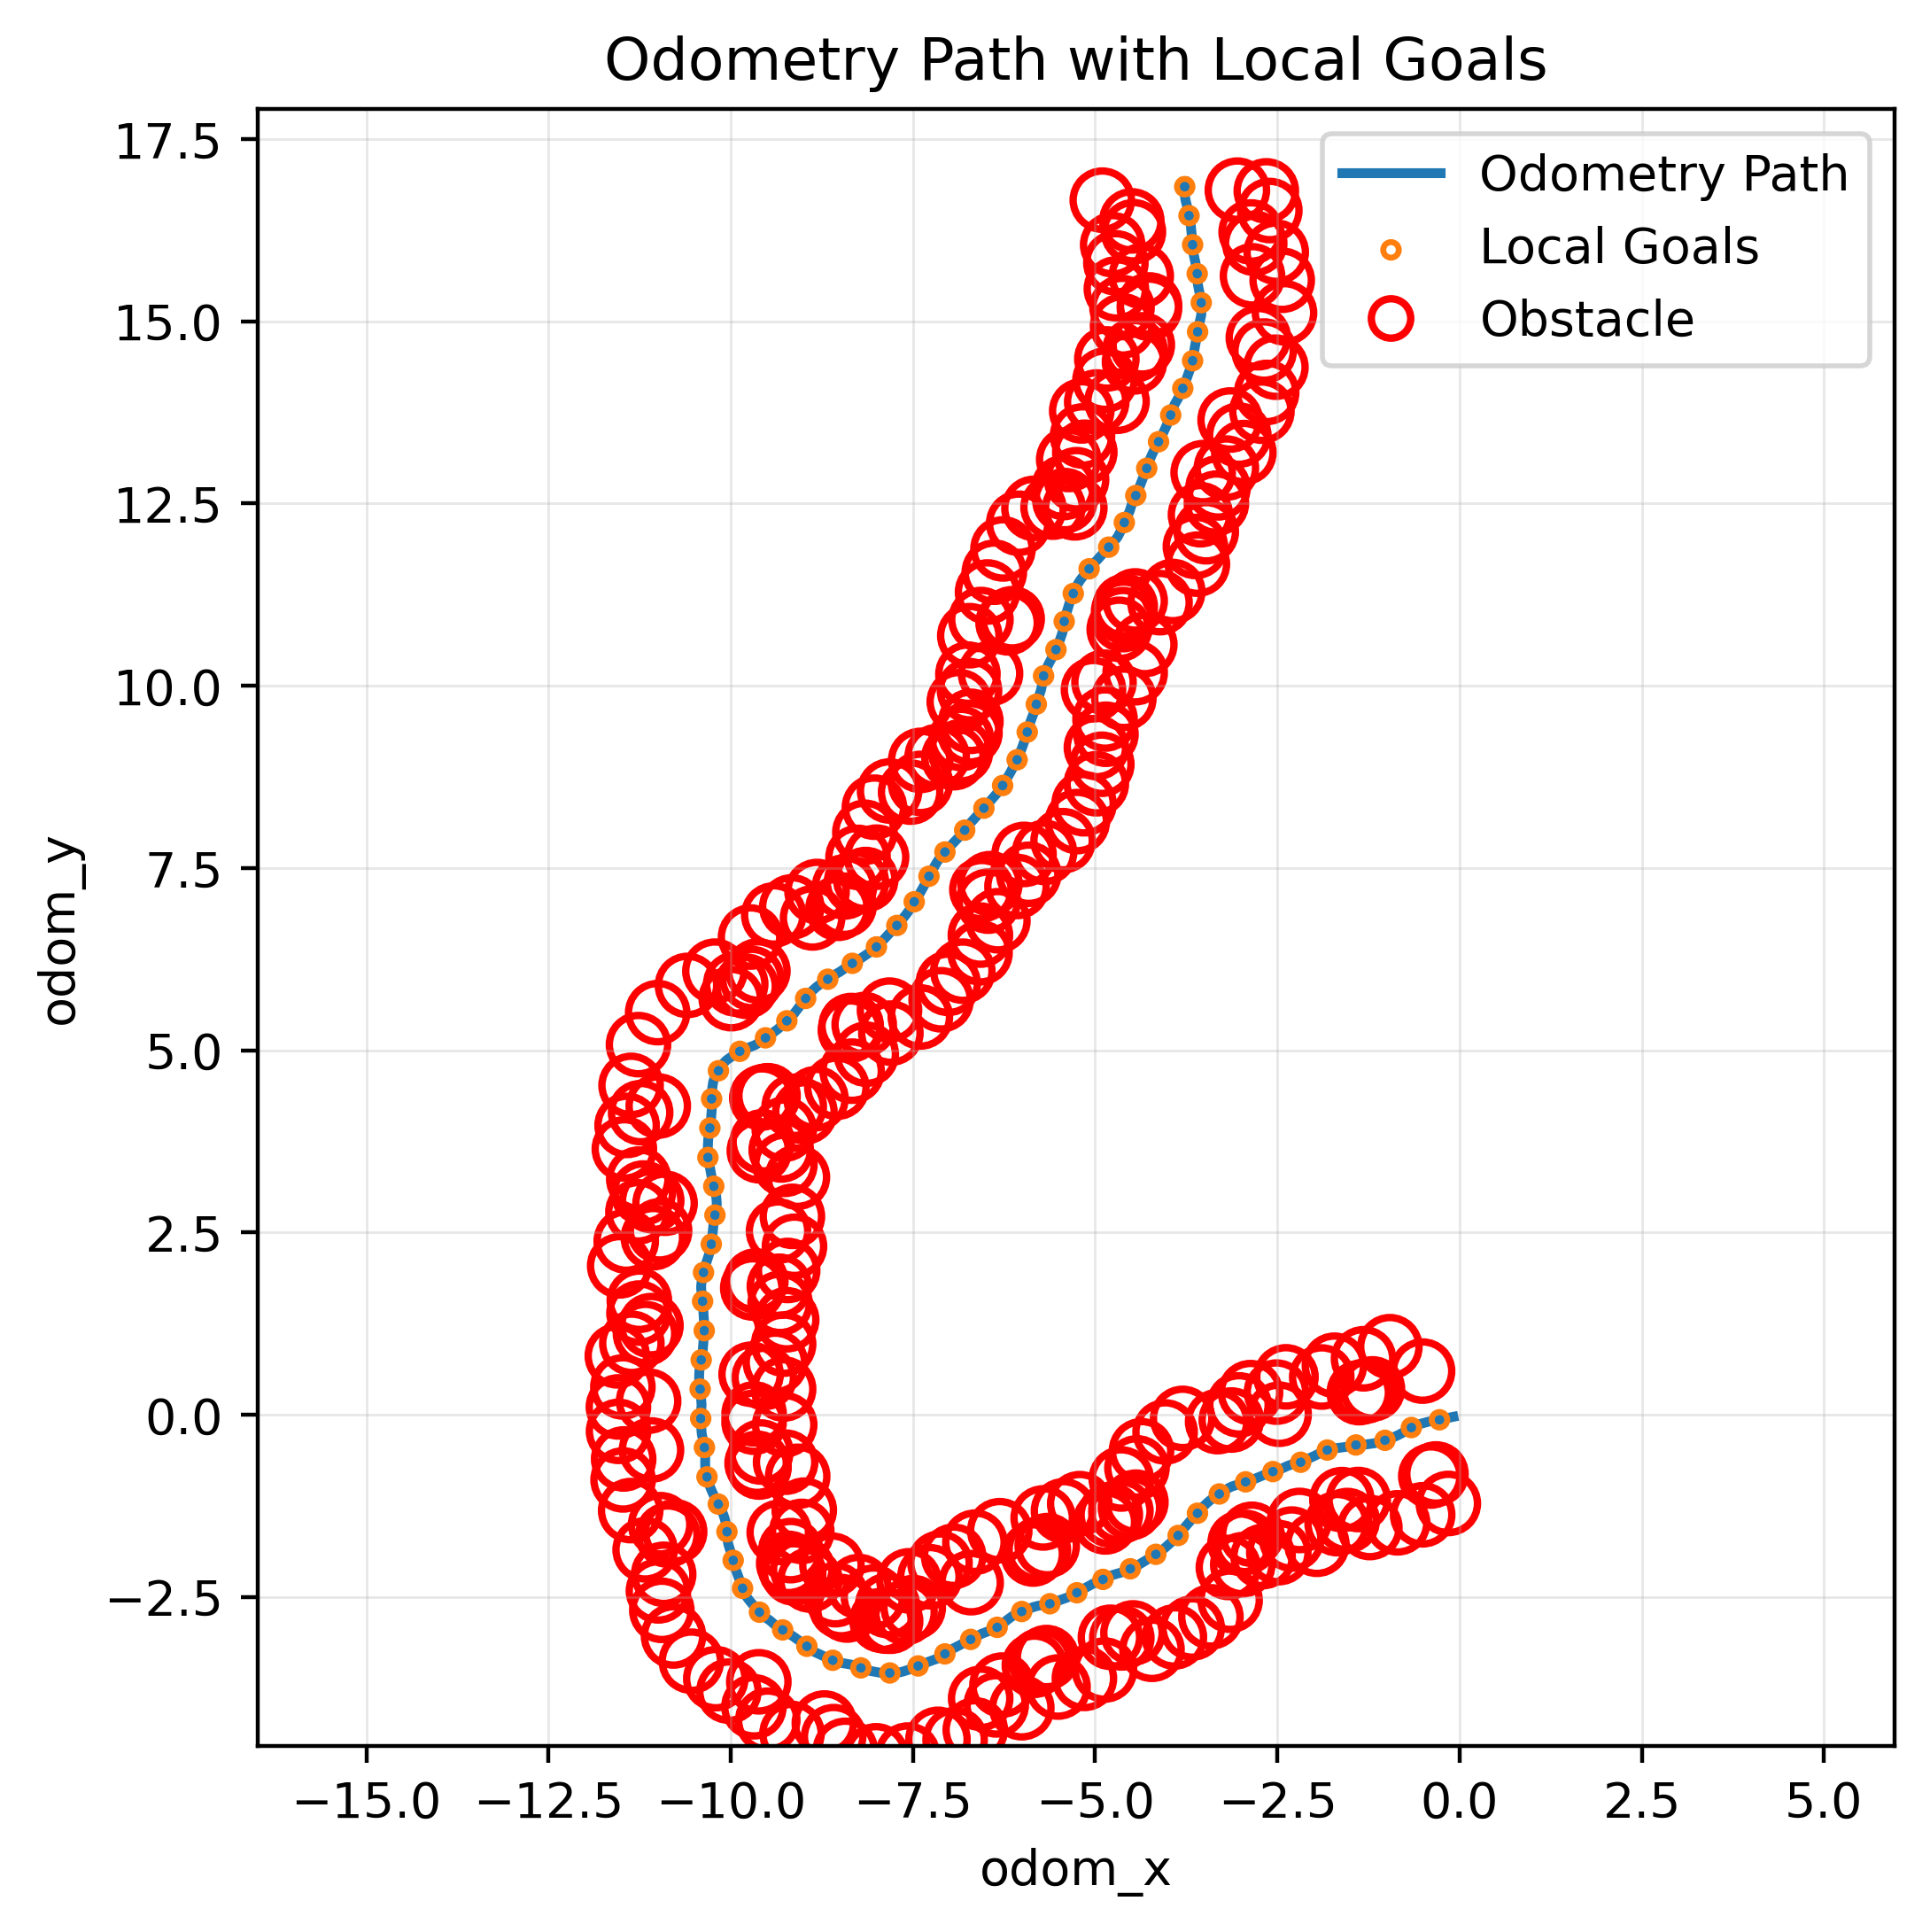 Odometry Path with Local Goals
17.5
15.0
12.5
10.0
7.5
5.0
2.5
0.0
−2.5
odom_y
Odometry Path
Local Goals
Obstacle
−15.0 −12.5 −10.0 −7.5 −5.0 −2.5 0.0 2.5 5.0
odom_x